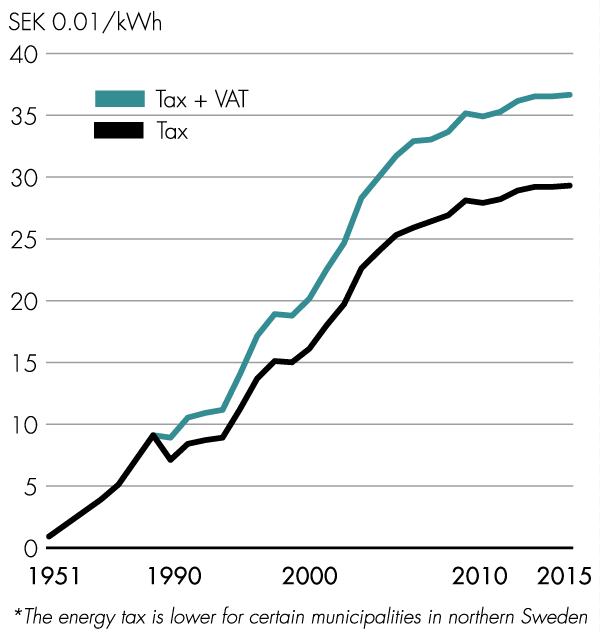 SEK 0.01/kWh
40
Tax + VAT
35
Tax
30
25
20
15
10
5
0
1951 1990 2000 2010 2015
*The energy tax is lower for certain municipalities in northern Sweden